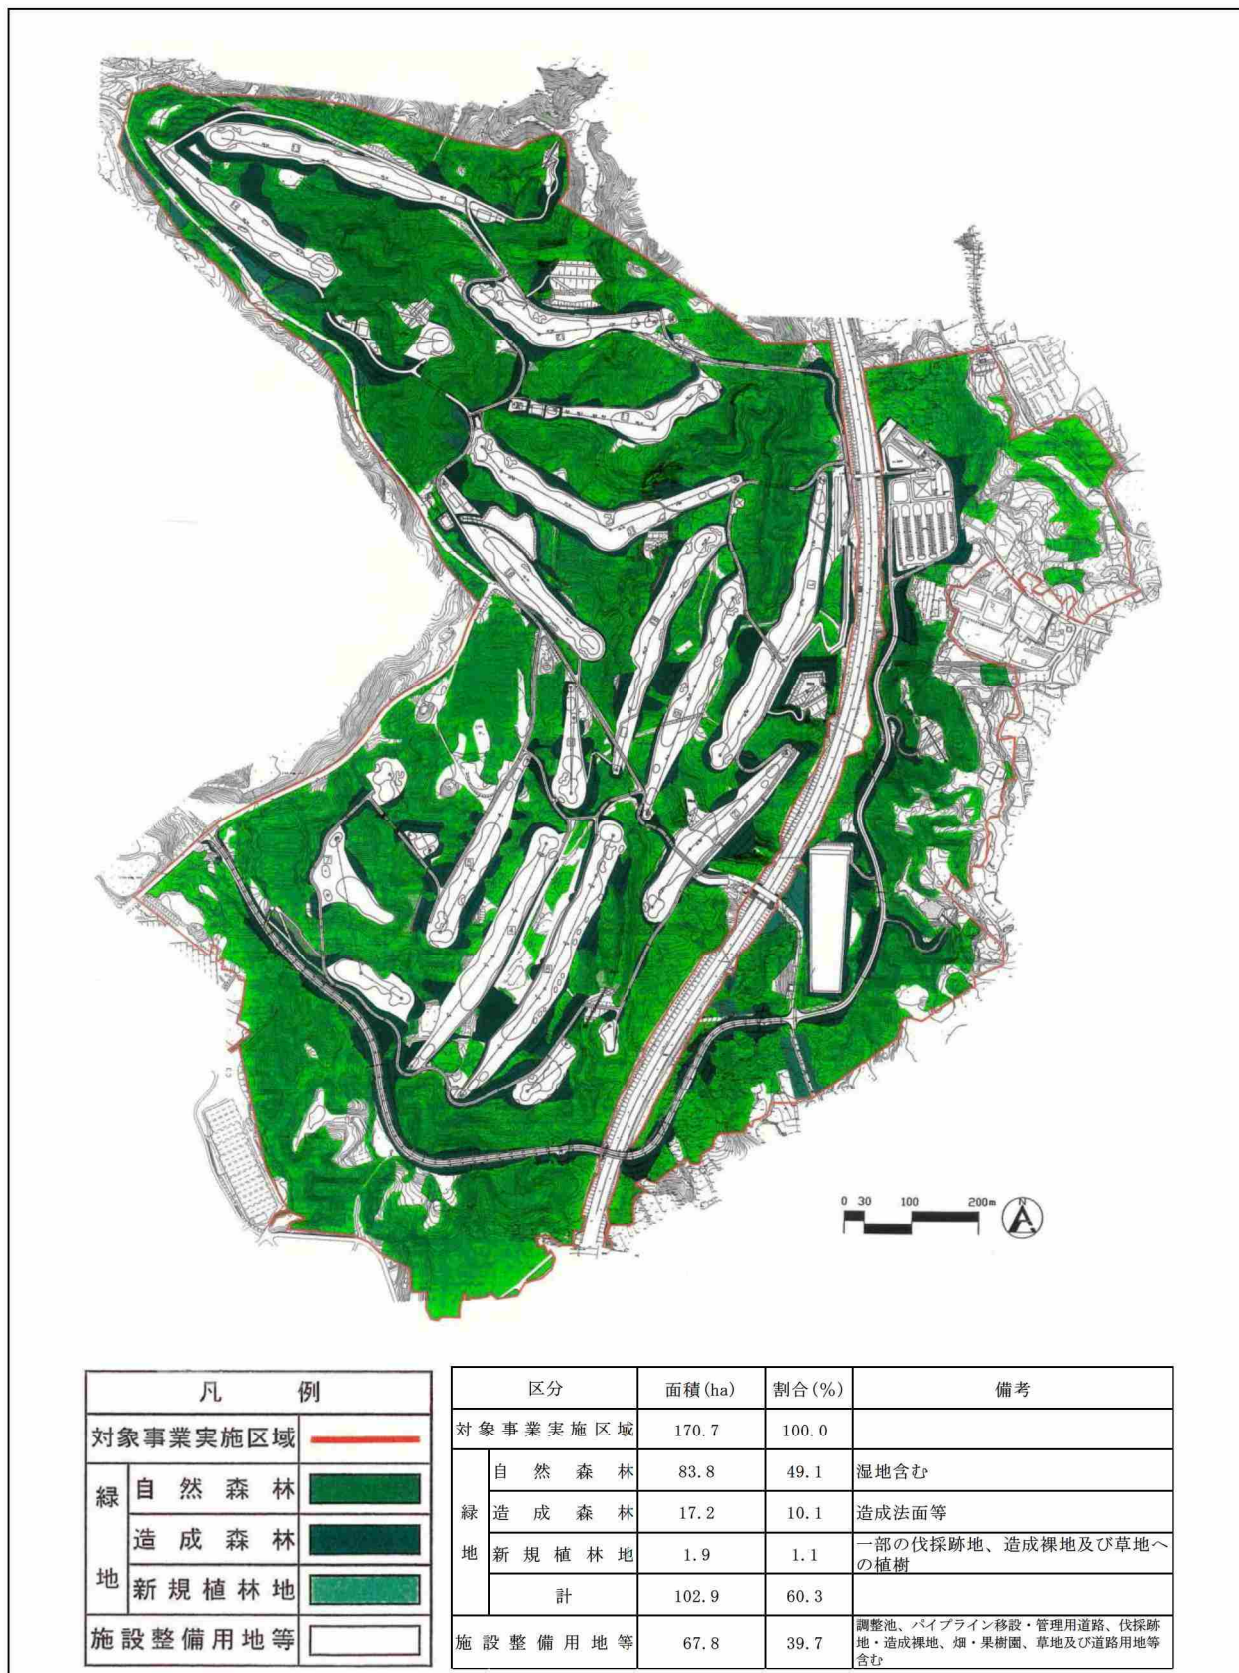 0 30 100 200m
N
凡 例
対象事業実施区域
緑地
自然森林
造成森林
新規植林地
施設整備用地等
区分 面積(ha) 割合(%) 備考
対象事業実施区域 170.7 100.0
緑地
自然森林 83.8 49.1 湿地含む
造成森林 17.2 10.1 造成法面等
新規植林地 1.9 1.1 一部の伐採跡地、造成裸地及び草地へ
の植樹
計 102.9 60.3
施設整備用地等 67.8 39.7 調整池、パイプライン移設・管理用道路、伐採跡
地・造成裸地、畑・果樹園、草地及び道路用地等
含む